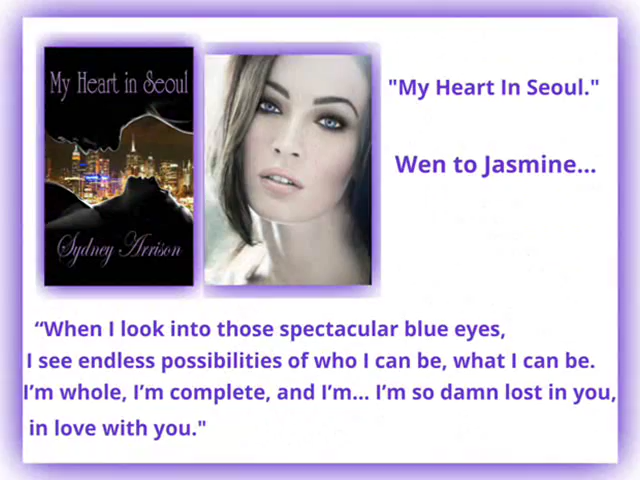 My Heart in Seoul
Sydney Arrison
"My Heart In Seoul."
Wen to Jasmine...
“When I look into those spectacular blue eyes,
I see endless possibilities of who I can be, what I can be.
I’m whole, I’m complete, and I’m... I’m so damn lost in you,
in love with you."